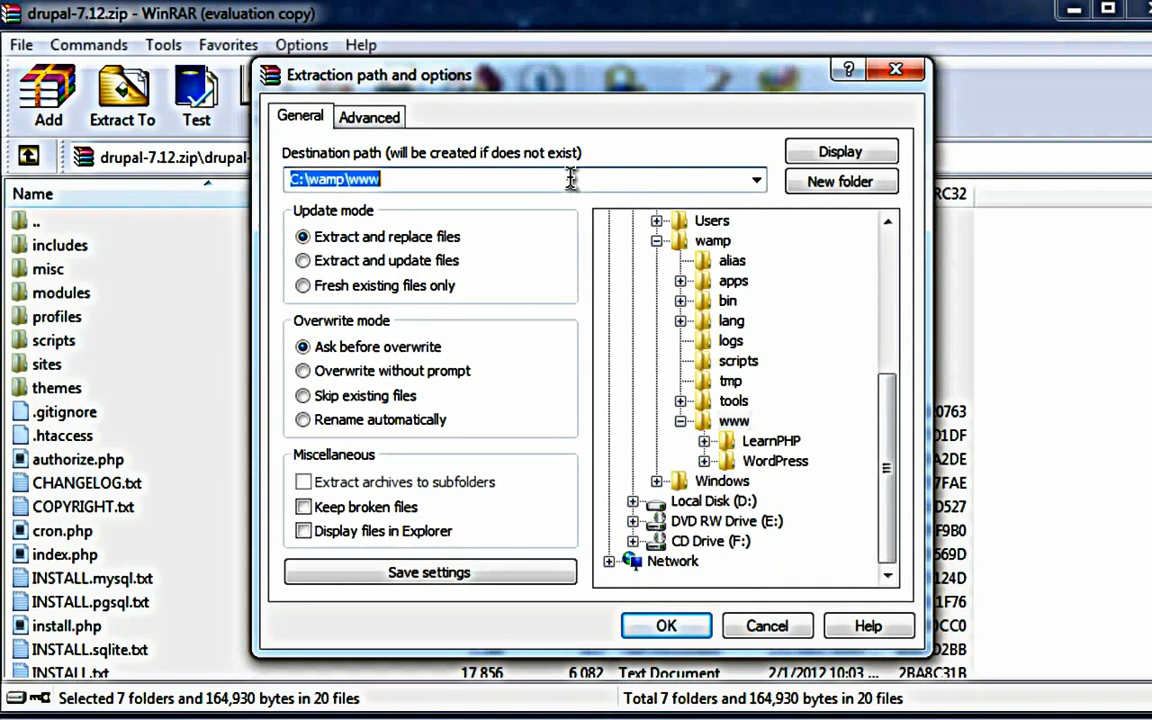 drupal-7.12.zip - WinRAR (evaluation copy)
File Commands Tools Favorites Options Help
Add Extract To Test
drupal-7.12.zip\drupal-
Name
..
includes
misc
modules
profiles
scripts
sites
themes
.gitignore
.htaccess
authorize.php
CHANGELOG.txt
COPYRIGHT.txt
cron.php
index.php
INSTALL.mysql.txt
INSTALL.pgsql.txt
install.php
INSTALL.sqlite.txt
INSTALL.txt 17,856 6,082 Text Document 2/1/2012 10:03 ... 2BA8C31B
Extraction path and options
General Advanced
Destination path (will be created if does not exist)
C:\wamp\www
Display
New folder
Update mode
Extract and replace files
Extract and update files
Fresh existing files only
Overwrite mode
Ask before overwrite
Overwrite without prompt
Skip existing files
Rename automatically
Miscellaneous
Extract archives to subfolders
Keep broken files
Display files in Explorer
Save settings
Users
wamp
alias
apps
bin
lang
logs
scripts
tmp
tools
www
LearnPHP
WordPress
Windows
Local Disk (D:)
DVD RW Drive (E:)
CD Drive (F:)
Network
OK Cancel Help
RC32
0763
D1DF
A2DE
7FAE
D527
F9B0
569D
124D
1F76
0CC0
D2BB
Selected 7 folders and 164,930 bytes in 20 files
Total 7 folders and 164,930 bytes in 20 files